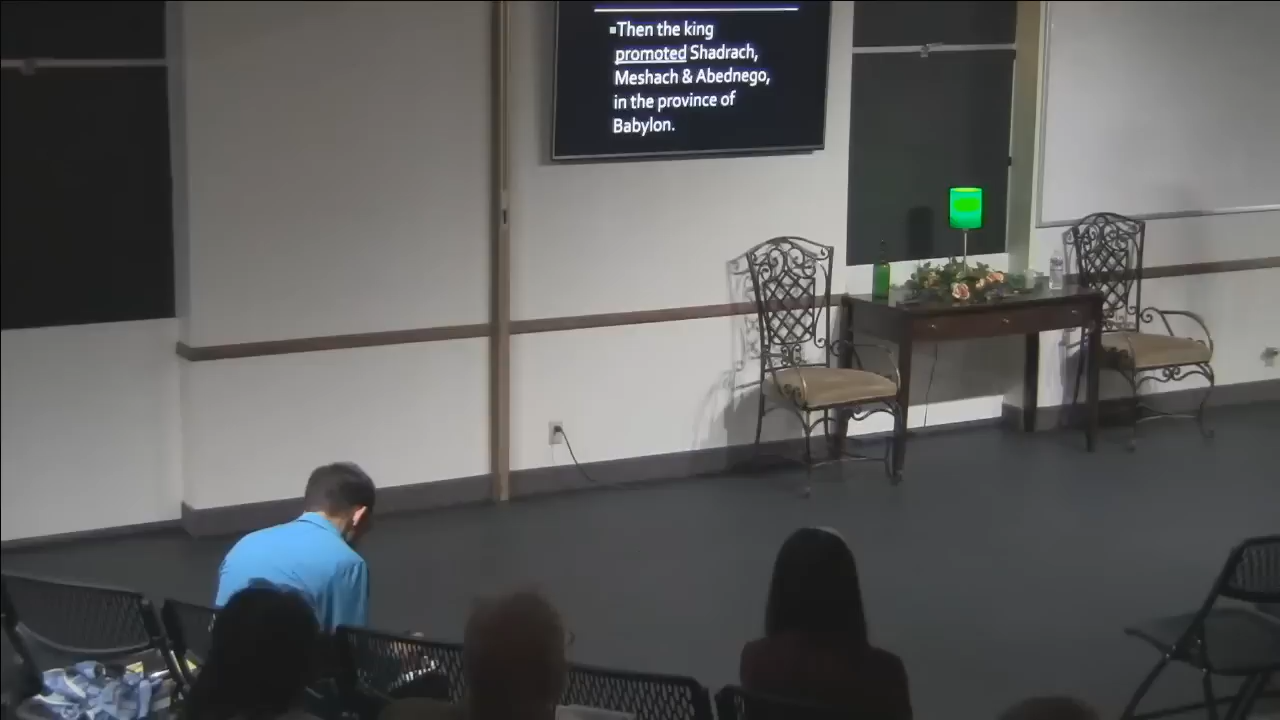 ▪Then the king
promoted Shadrach,
Meshach & Abednego,
in the province of
Babylon.